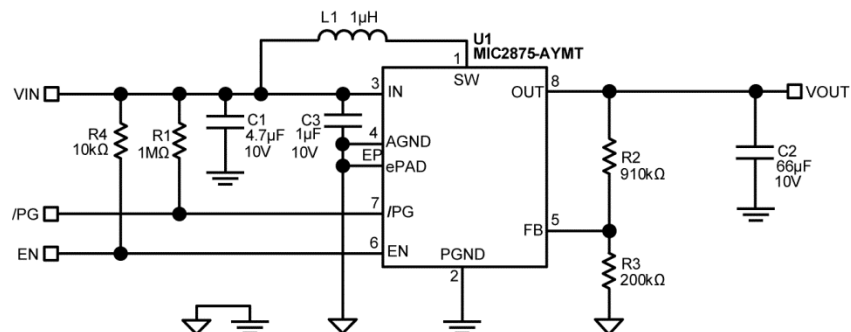 L1 1µH
U1
MIC2875-AYMT
1
SW
VIN
3
IN
8
OUT
VOUT
R4
10kΩ
R1
1MΩ
C1
4.7µF
10V
C3
1µF
10V
4
AGND
EP
ePAD
R2
910kΩ
C2
66µF
10V
/PG
7
/PG
5
FB
EN
6
EN
PGND
2
R3
200kΩ